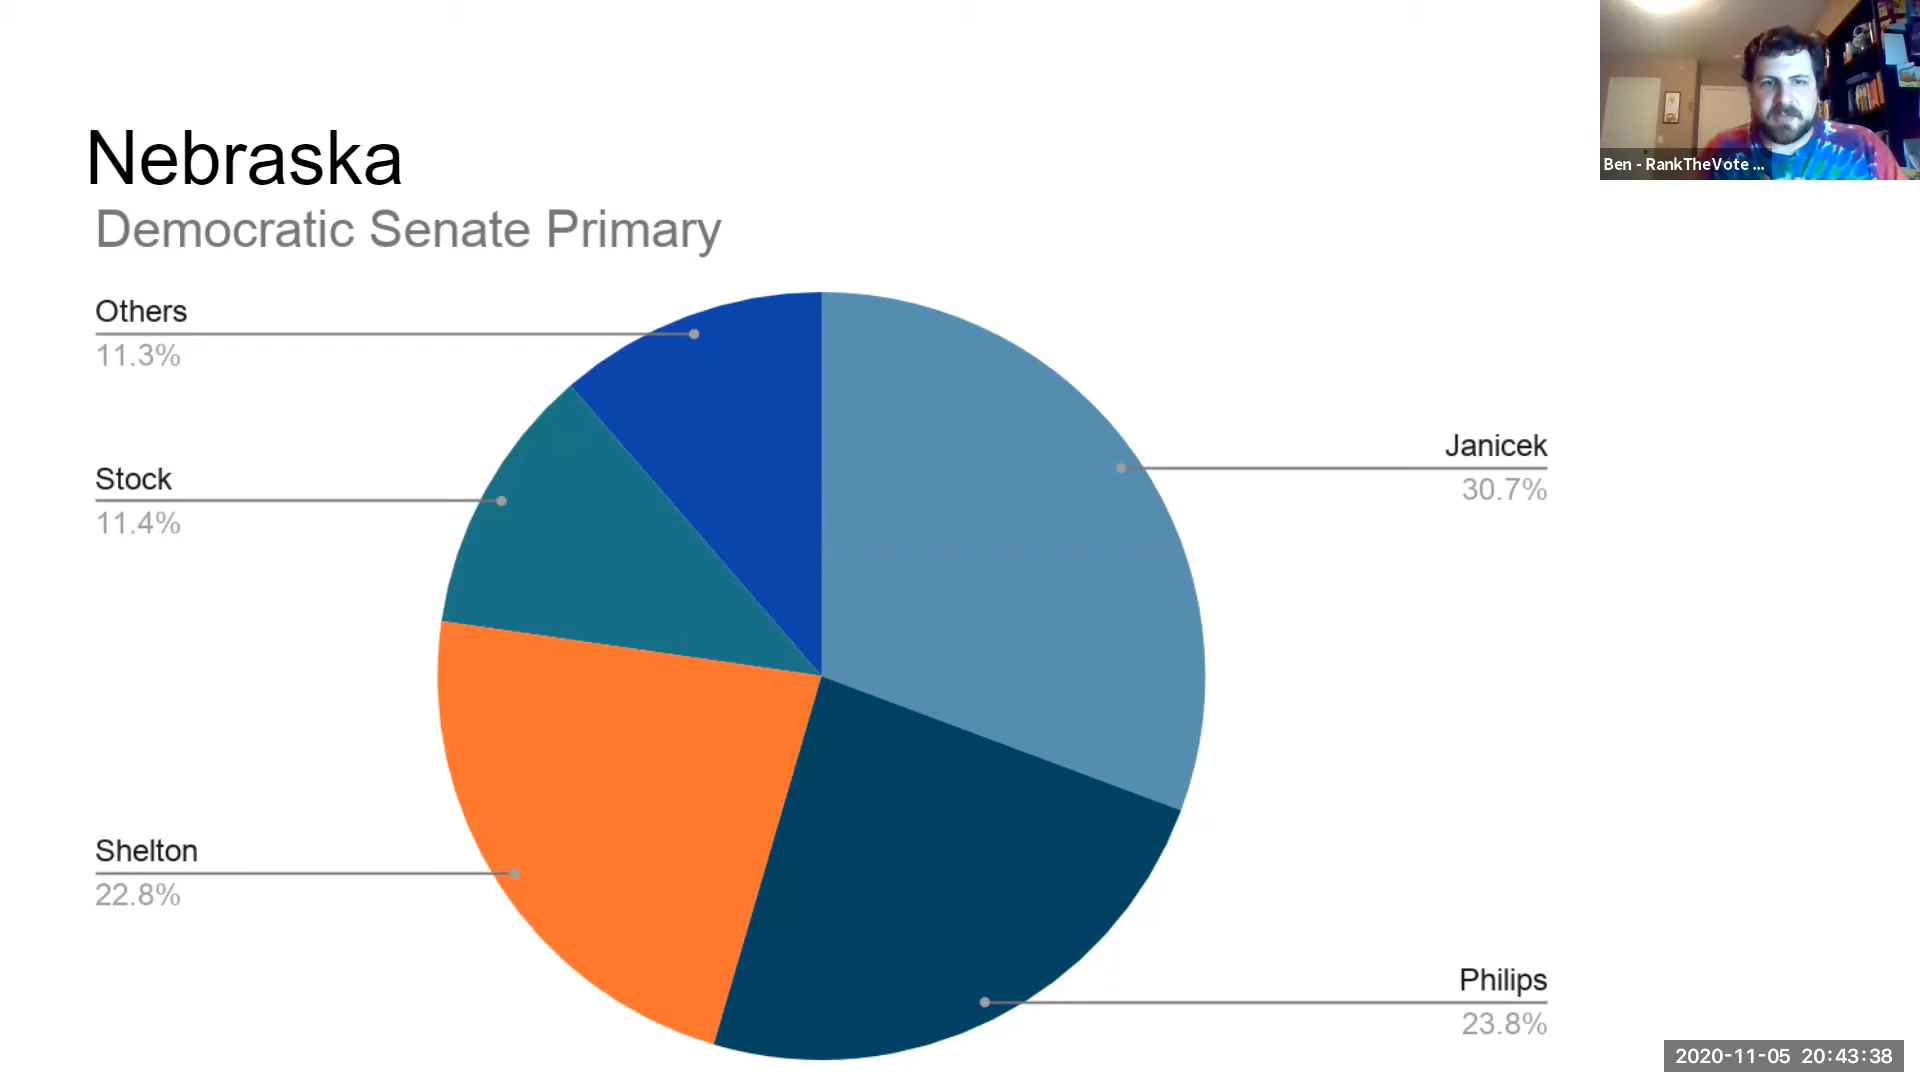 Nebraska
Democratic Senate Primary
Others
11.3%
Stock
11.4%
Shelton
22.8%
Janicek
30.7%
Philips
23.8%
Ben - RankTheVote ...
2020-11-05 20:43:38